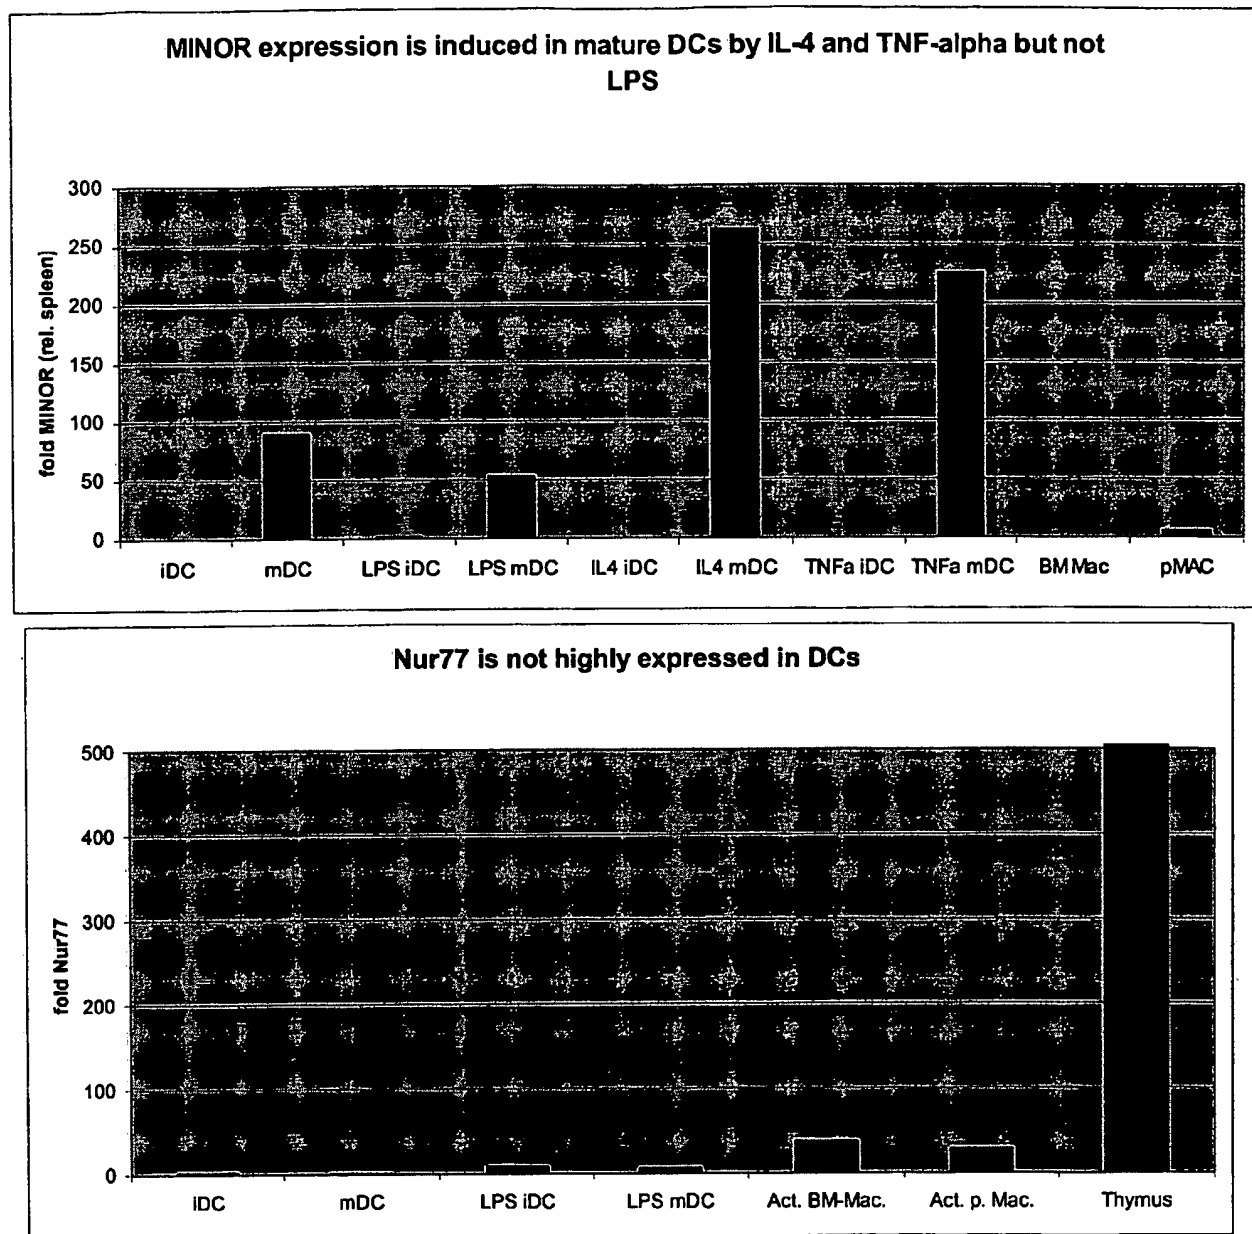 MINOR expression is induced in mature DCs by IL-4 and TNF-alpha but not
LPS
fold MINOR (rel. spleen)
300
250
200
150
100
50
0
iDC mDC LPS iDC LPS mDC IL4 iDC IL4 mDC TNFa iDC TNFa mDC BM Mac pMAC
Nur77 is not highly expressed in DCs
fold Nur77
500
400
300
200
100
0
iDC mDC LPS iDC LPS mDC Act. BM-Mac. Act. p. Mac. Thymus